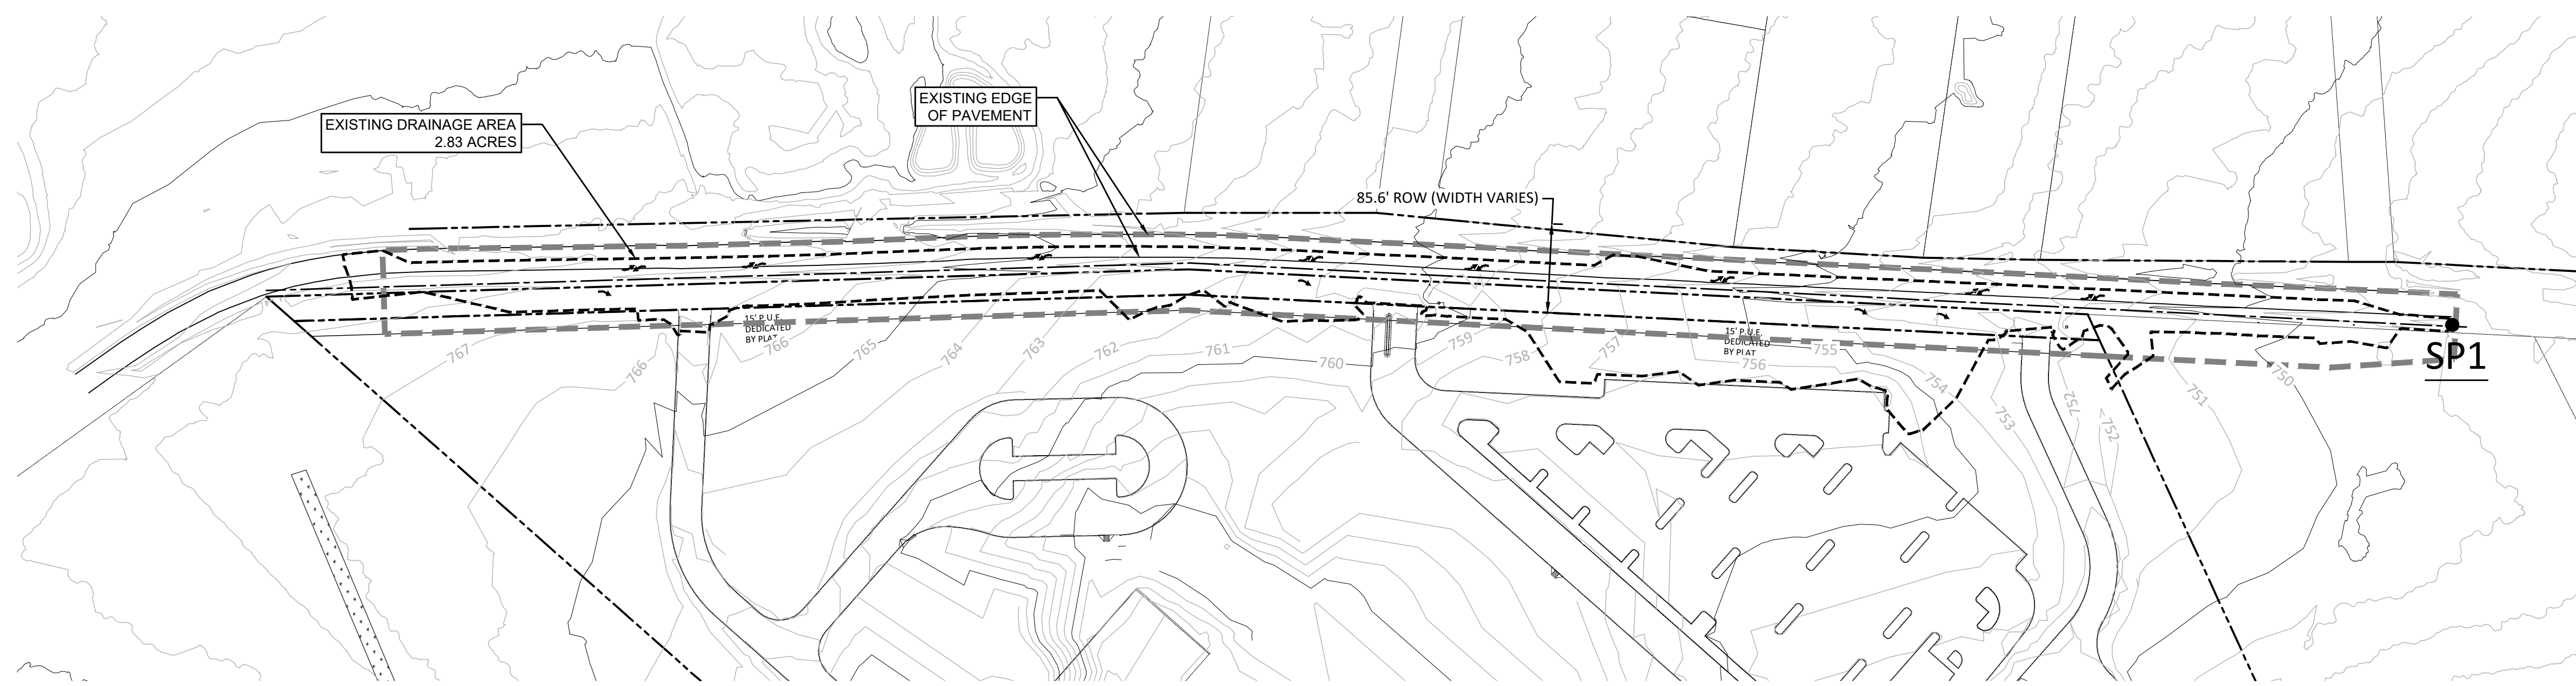 EXISTING DRAINAGE AREA
2.83 ACRES
EXISTING EDGE
OF PAVEMENT
85.6' ROW (WIDTH VARIES)
15' P.U.E.
DEDICATED
BY PLAT
15' P.U.E.
DEDICATED
BY PLAT
767
766
766
765
764
763
762
761
760
759
758
757
756
755
754
753
752
752
751
750
SP1